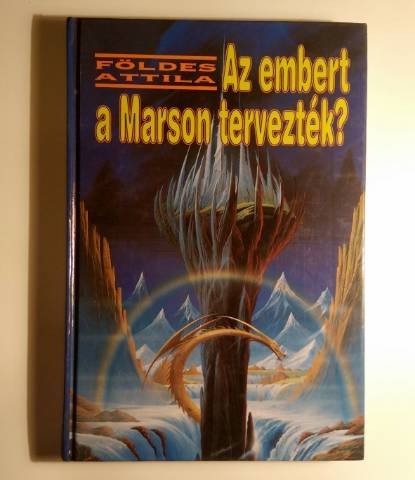 FÖLDES
ATTILA
Az embert
a Marson tervezték?